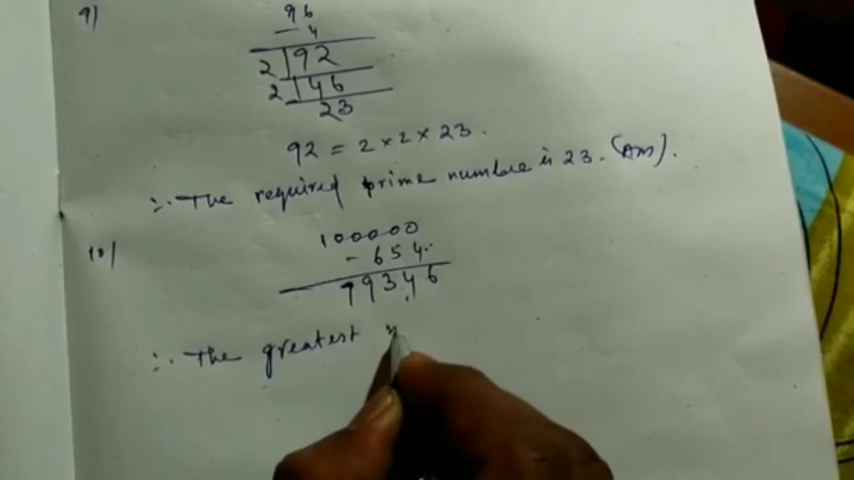 9)
96
- 4
2 | 92
2 | 46
23
92 = 2 × 2 × 23.
∴ The required prime number is 23. (Ans).
10)
100000
- 654
99346
∴ The greatest